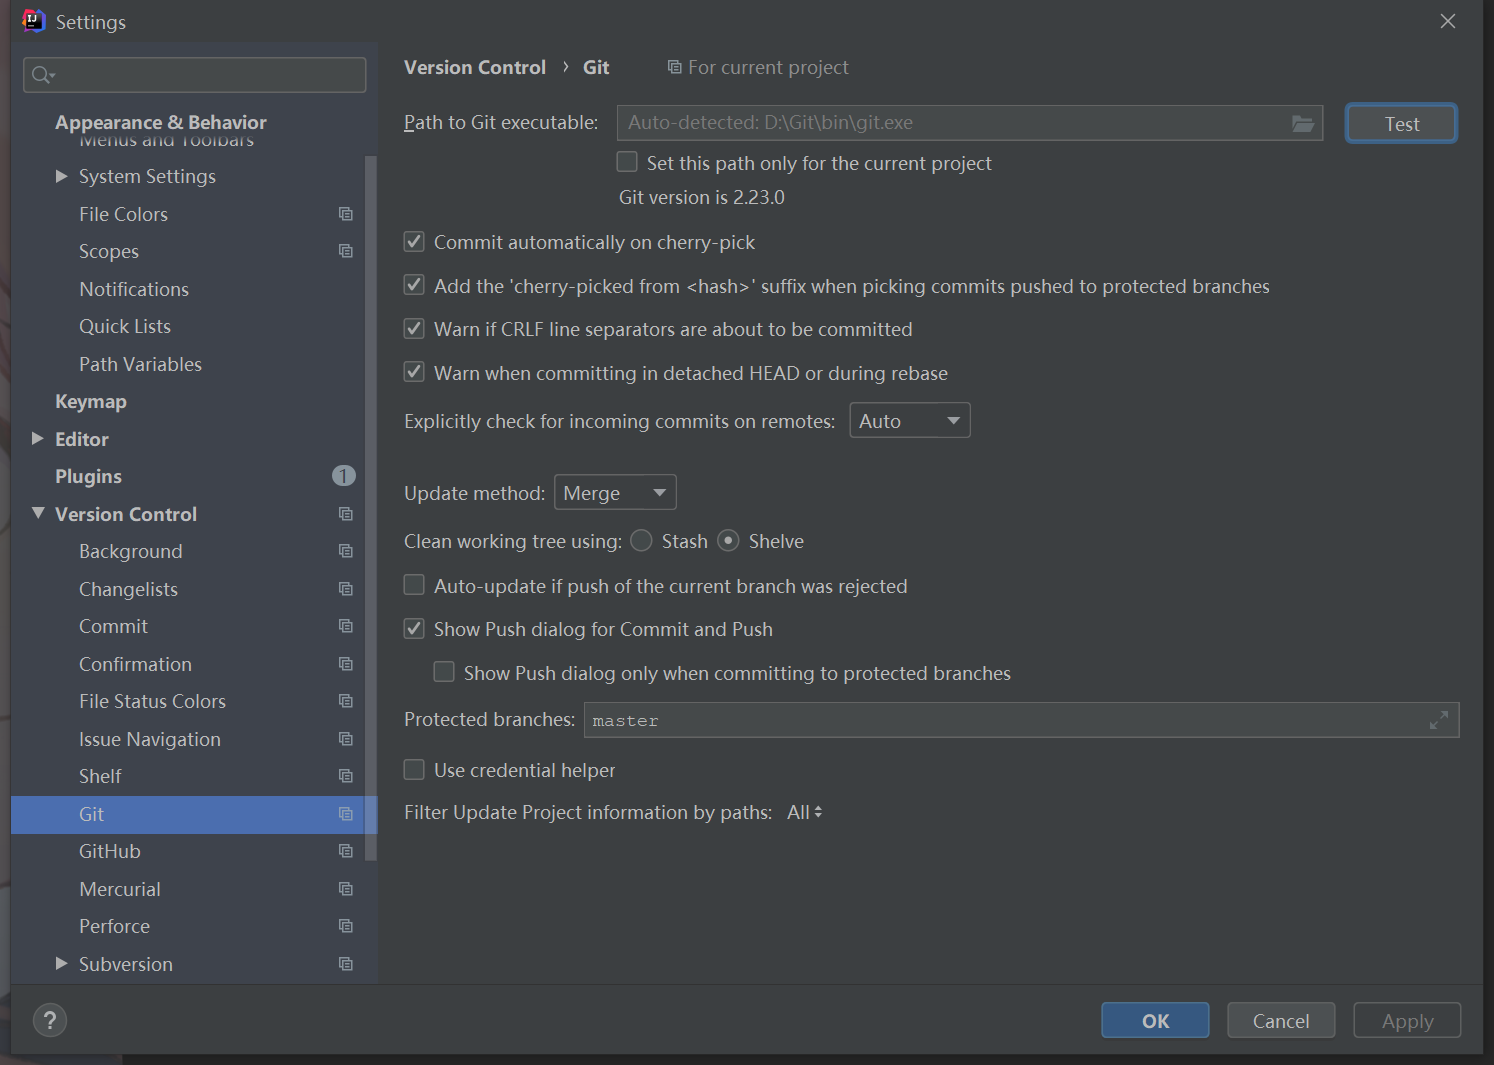 Settings
Appearance & Behavior
Menus and Toolbars
System Settings
File Colors
Scopes
Notifications
Quick Lists
Path Variables
Keymap
Editor
Plugins 1
Version Control
Background
Changelists
Commit
Confirmation
File Status Colors
Issue Navigation
Shelf
Git
GitHub
Mercurial
Perforce
Subversion
Version Control › Git For current project
Path to Git executable: Auto-detected: D:\Git\bin\git.exe Test
Set this path only for the current project
Git version is 2.23.0
Commit automatically on cherry-pick
Add the 'cherry-picked from <hash>' suffix when picking commits pushed to protected branches
Warn if CRLF line separators are about to be committed
Warn when committing in detached HEAD or during rebase
Explicitly check for incoming commits on remotes: Auto
Update method: Merge
Clean working tree using: Stash Shelve
Auto-update if push of the current branch was rejected
Show Push dialog for Commit and Push
Show Push dialog only when committing to protected branches
Protected branches: master
Use credential helper
Filter Update Project information by paths: All
? OK Cancel Apply